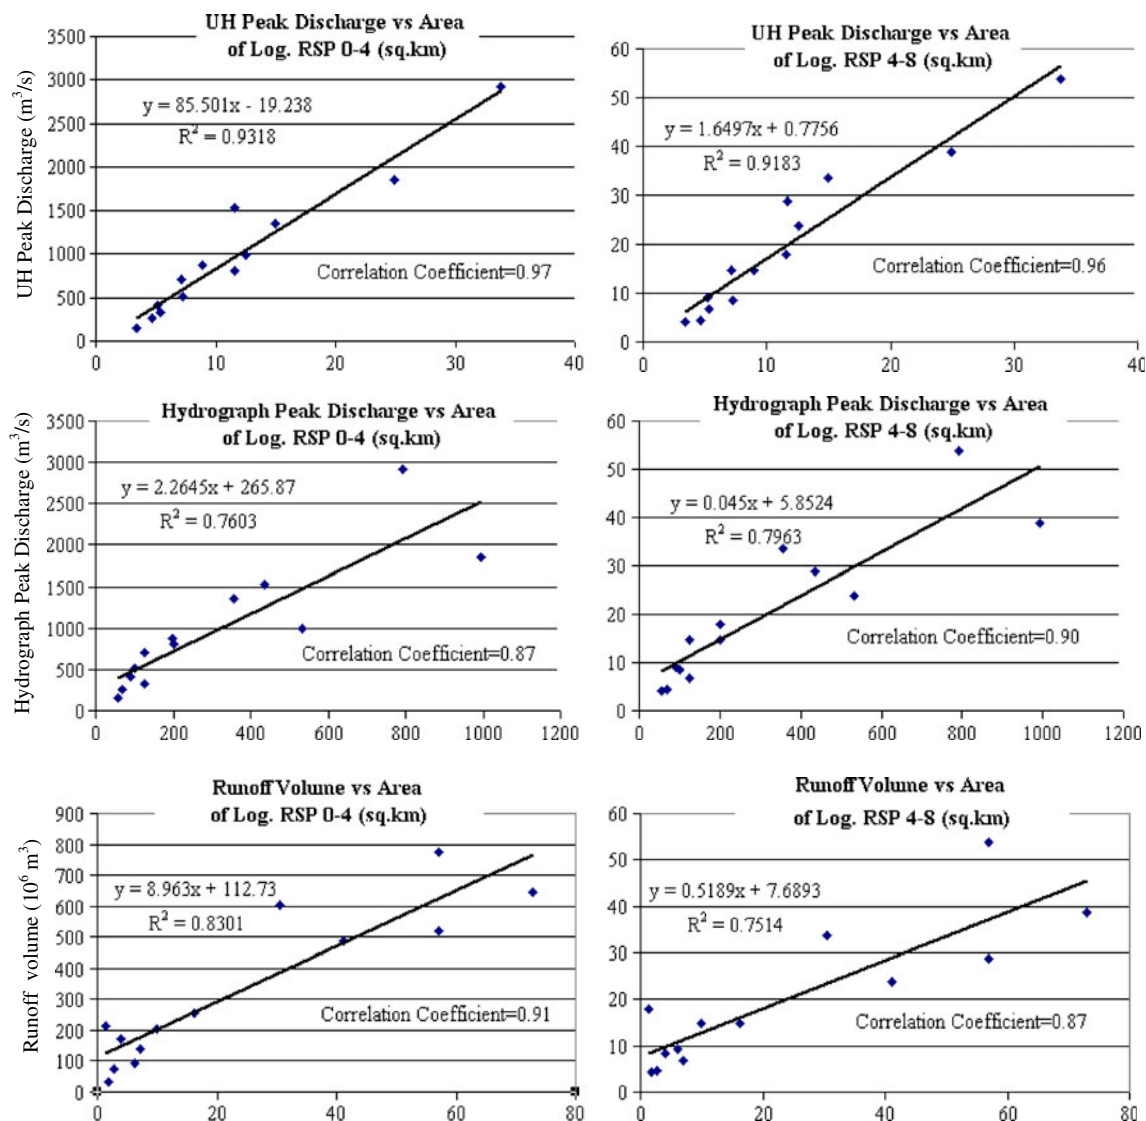 UH Peak Discharge vs Area
of Log. RSP 0-4 (sq.km)
UH Peak Discharge (m³/s)
3500
3000
2500
2000
1500
1000
500
0
y = 85.501x - 19.238
R² = 0.9318
Correlation Coefficient=0.97
0 10 20 30 40
UH Peak Discharge vs Area
of Log. RSP 4-8 (sq.km)
60
50
40
30
20
10
0
y = 1.6497x + 0.7756
R² = 0.9183
Correlation Coefficient=0.96
0 10 20 30 40
Hydrograph Peak Discharge vs Area
of Log. RSP 0-4 (sq.km)
Hydrograph Peak Discharge (m³/s)
3500
3000
2500
2000
1500
1000
500
0
y = 2.2645x + 265.87
R² = 0.7603
Correlation Coefficient=0.87
0 200 400 600 800 1000 1200
Hydrograph Peak Discharge vs Area
of Log. RSP 4-8 (sq.km)
60
50
40
30
20
10
0
y = 0.045x + 5.8524
R² = 0.7963
Correlation Coefficient=0.90
0 200 400 600 800 1000 1200
Runoff Volume vs Area
of Log. RSP 0-4 (sq.km)
Runoff volume (10⁶ m³)
900
800
700
600
500
400
300
200
100
0
y = 8.963x + 112.73
R² = 0.8301
Correlation Coefficient=0.91
0 20 40 60 80
Runoff Volume vs Area
of Log. RSP 4-8 (sq.km)
60
50
40
30
20
10
0
y = 0.5189x + 7.6893
R² = 0.7514
Correlation Coefficient=0.87
0 20 40 60 80